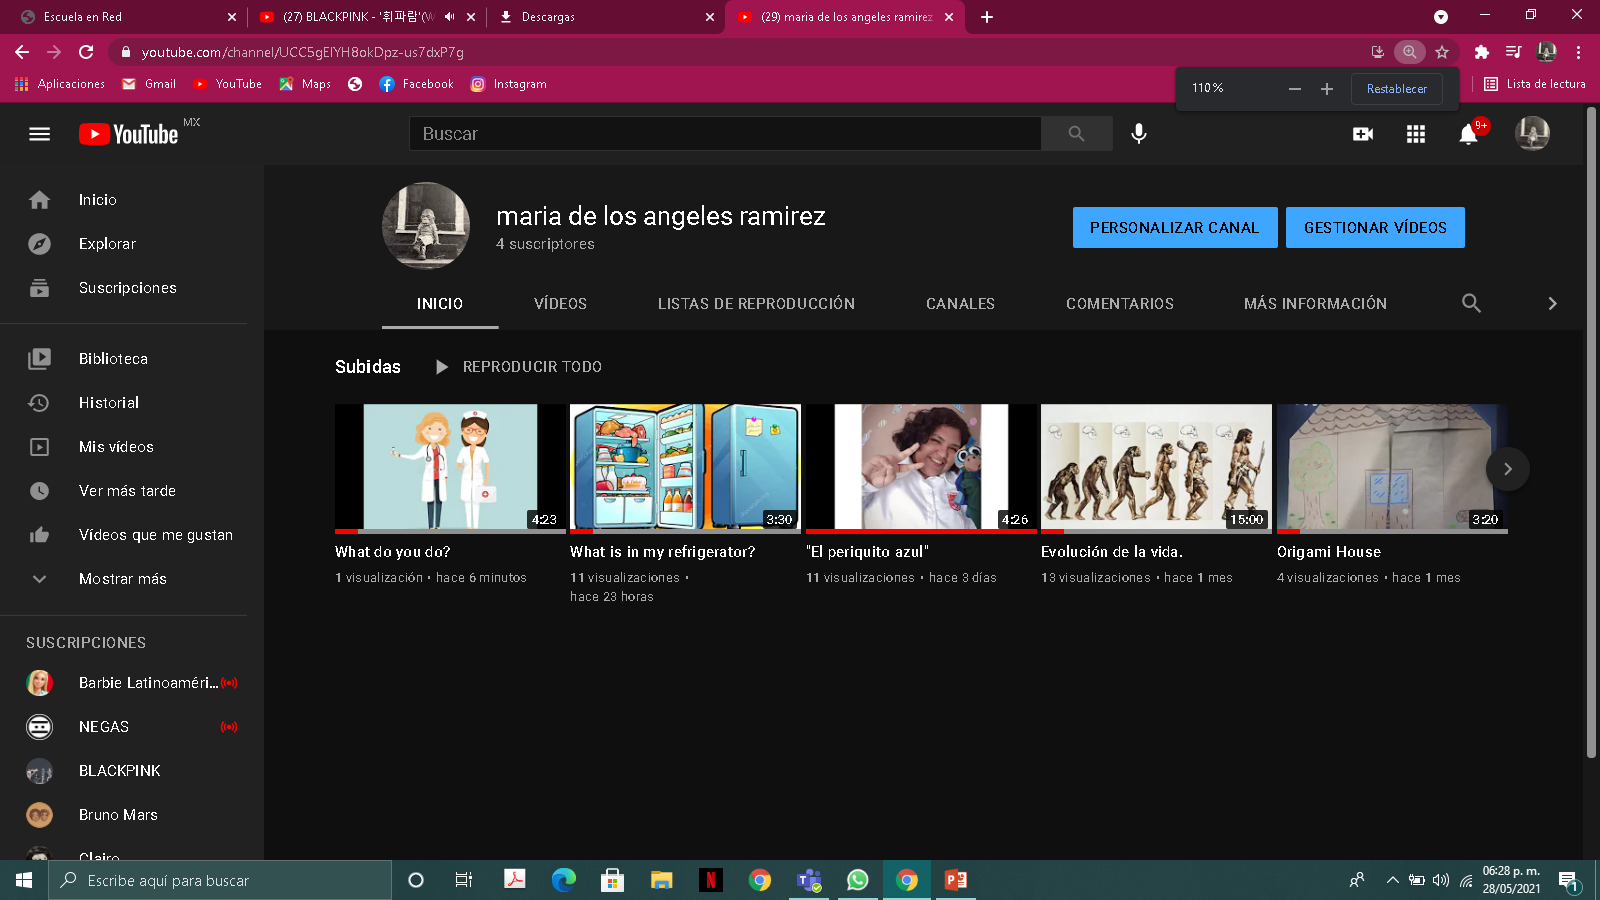 Escuela en Red
(27) BLACKPINK - '휘파람'(W
Descargas
(29) maria de los angeles ramirez
youtube.com/channel/UCC5gEIYH8okDpz-us7dxP7g
Aplicaciones
Gmail
YouTube
Maps
Facebook
Instagram
110%
Restablecer
Lista de lectura
YouTube MX
Buscar
9+
Inicio
Explorar
Suscripciones
Biblioteca
Historial
Mis vídeos
Ver más tarde
Vídeos que me gustan
Mostrar más
SUSCRIPCIONES
Barbie Latinoaméri...
NEGAS
BLACKPINK
Bruno Mars
Clairo
maria de los angeles ramirez
4 suscriptores
PERSONALIZAR CANAL
GESTIONAR VÍDEOS
INICIO
VÍDEOS
LISTAS DE REPRODUCCIÓN
CANALES
COMENTARIOS
MÁS INFORMACIÓN
Subidas
REPRODUCIR TODO
4:23
What do you do?
1 visualización • hace 6 minutos
3:30
What is in my refrigerator?
11 visualizaciones •
hace 23 horas
4:26
"El periquito azul"
11 visualizaciones • hace 3 días
15:00
Evolución de la vida.
13 visualizaciones • hace 1 mes
3:20
Origami House
4 visualizaciones • hace 1 mes
Escribe aquí para buscar
06:28 p. m.
28/05/2021
1